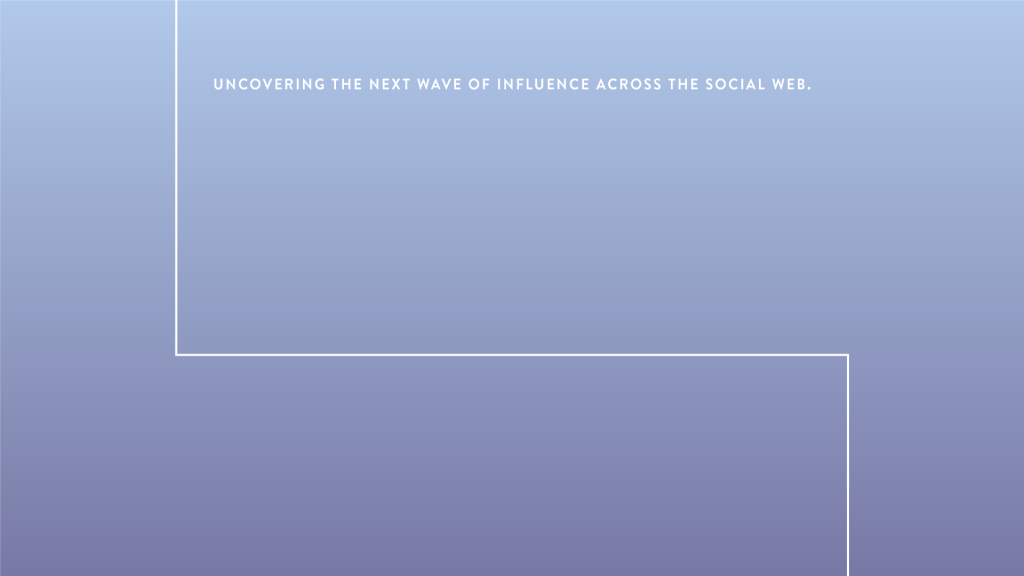 UNCOVERING THE NEXT WAVE OF INFLUENCE ACROSS THE SOCIAL WEB.